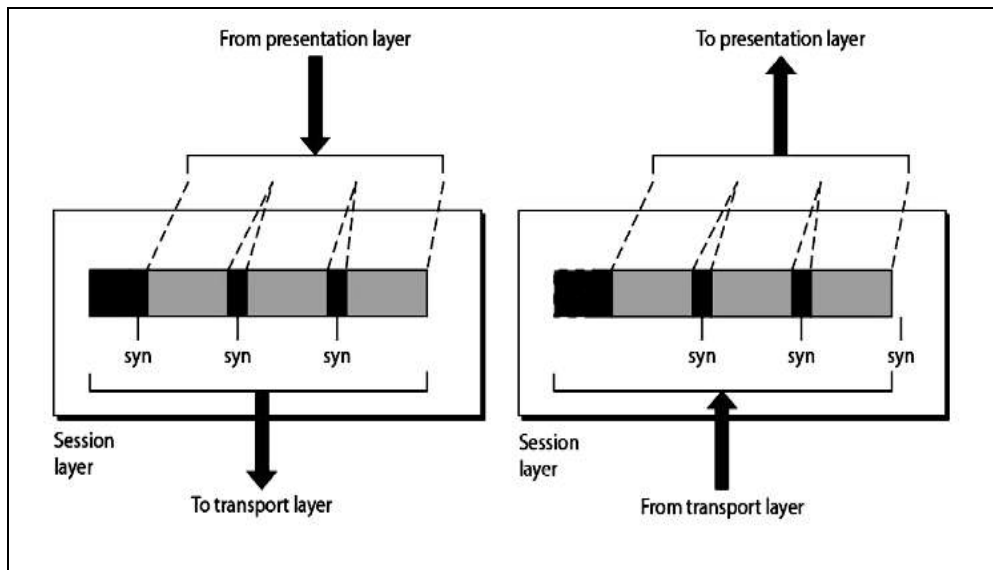 From presentation layer
To presentation layer
syn
syn
syn
syn
syn
syn
Session
layer
Session
layer
To transport layer
From transport layer